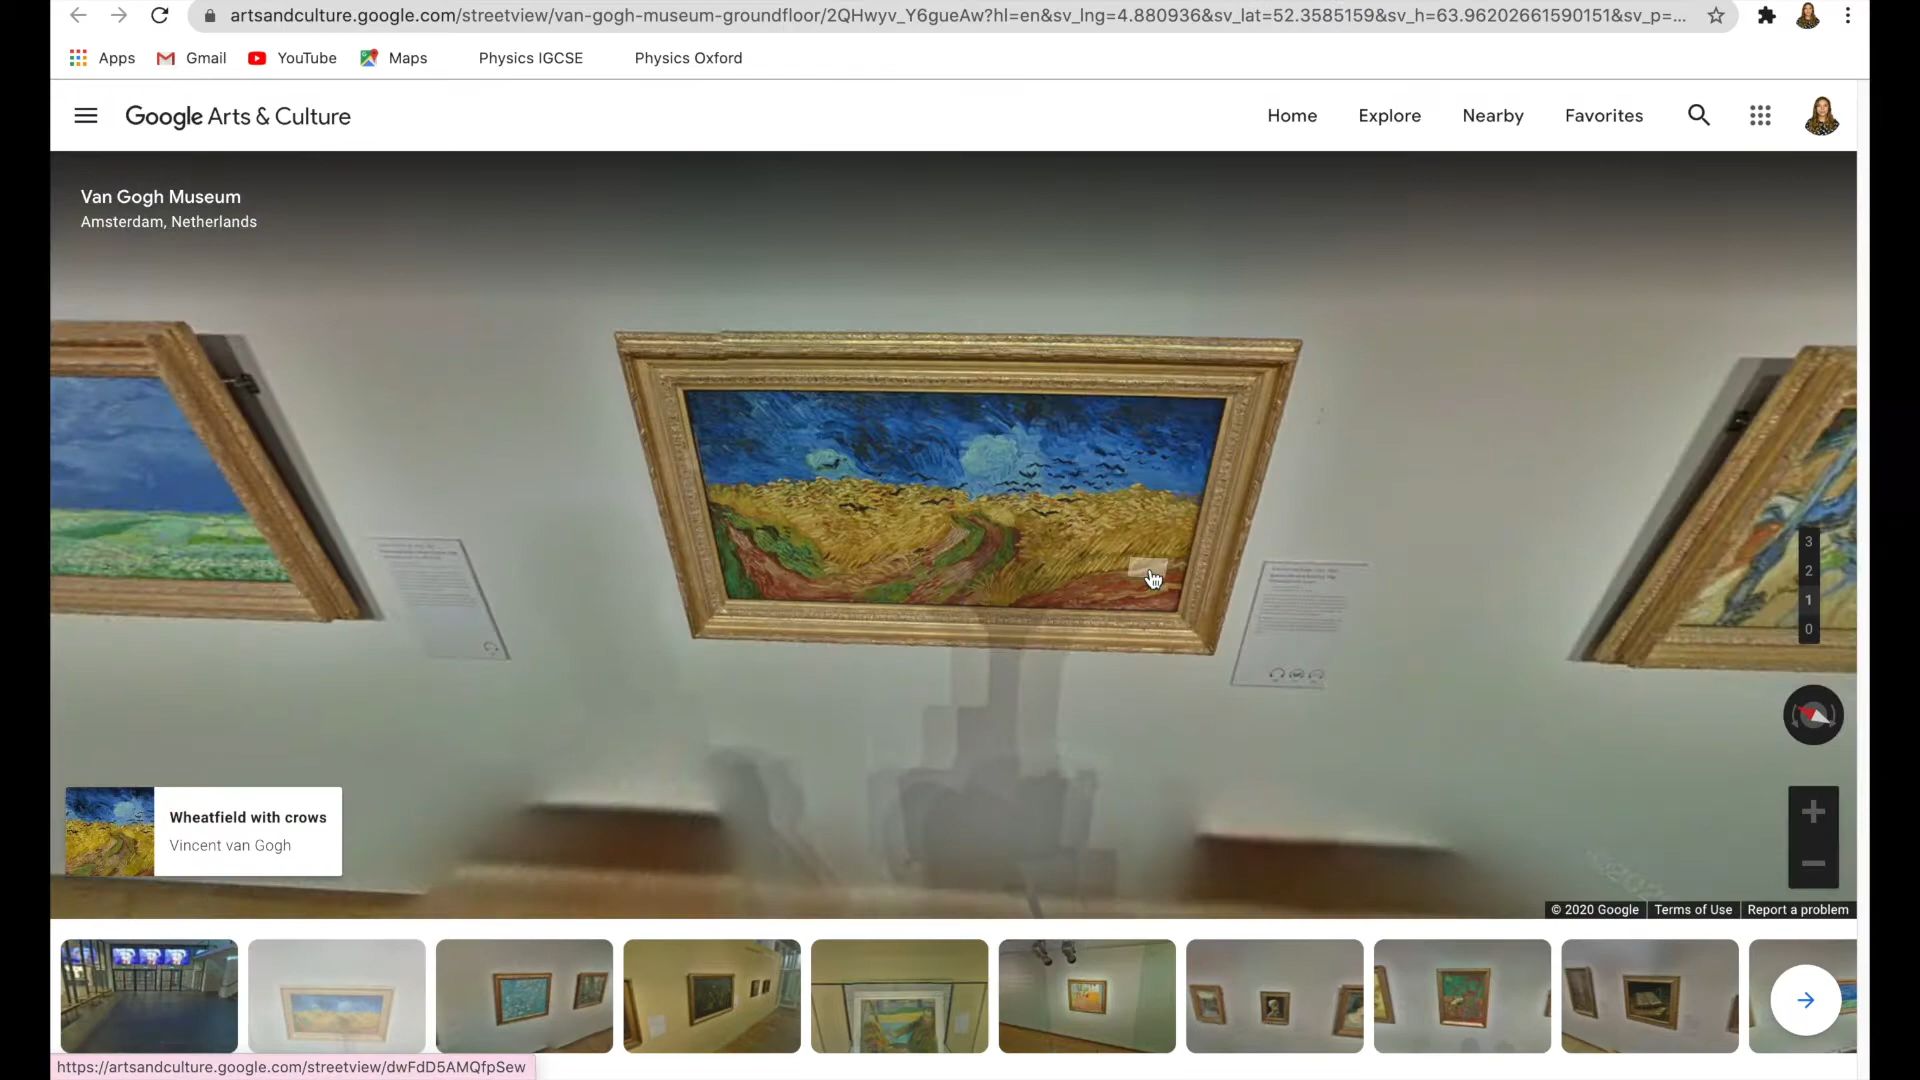 artsandculture.google.com/streetview/van-gogh-museum-groundfloor/2QHwyv_Y6gueAw?hl=en&sv_lng=4.880936&sv_lat=52.3585159&sv_h=63.96202661590151&sv_p=...
Apps Gmail YouTube Maps Physics IGCSE Physics Oxford
Google Arts & Culture Home Explore Nearby Favorites
Van Gogh Museum
Amsterdam, Netherlands
3
2
1
0
Wheatfield with crows
Vincent van Gogh
© 2020 Google Terms of Use Report a problem
https://artsandculture.google.com/streetview/dwFdD5AMQfpSew